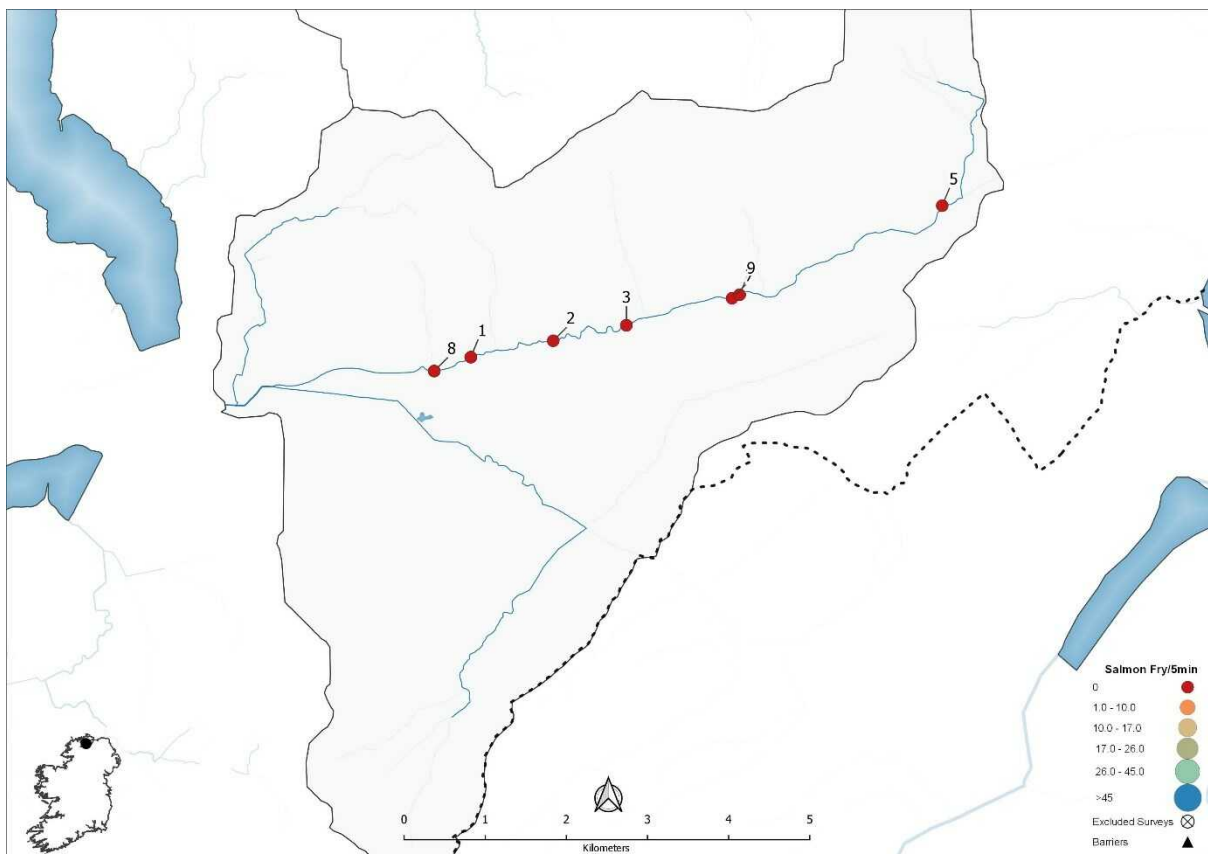 5
9
3
2
1
8
Salmon Fry/5min
0
1.0 - 10.0
10.0 - 17.0
17.0 - 26.0
26.0 - 45.0
>45
Excluded Surveys
Barriers
0 1 2 3 4 5
Kilometers